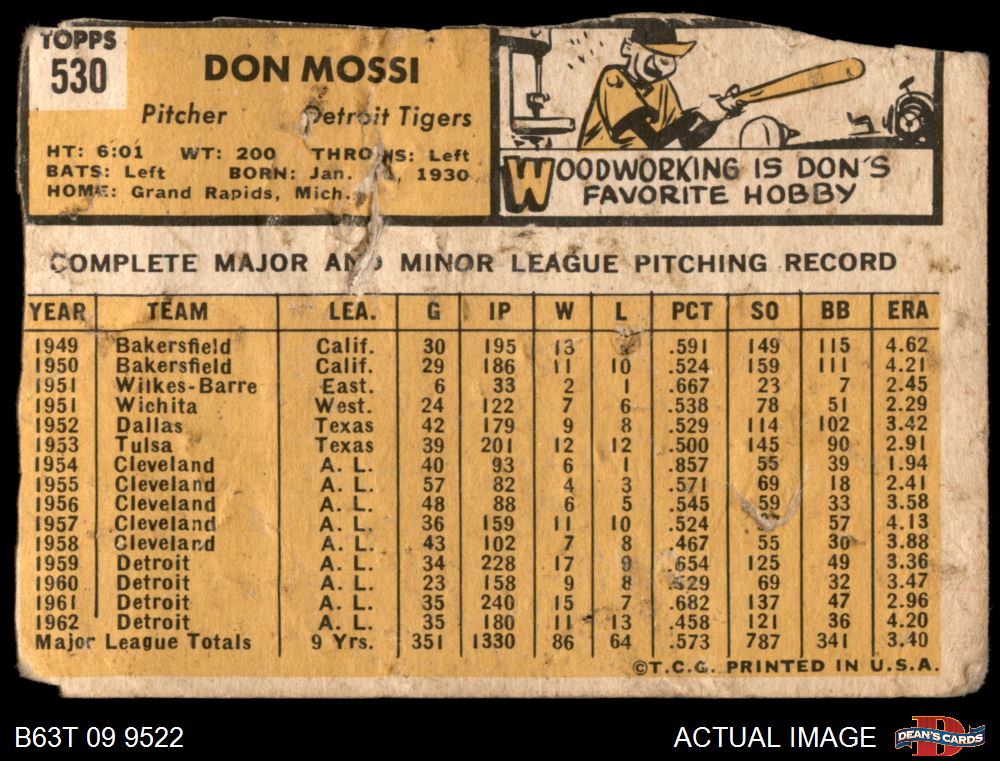 TOPPS
530
DON MOSSI
Pitcher Detroit Tigers
HT: 6:01 WT: 200 THROWS: Left
BATS: Left BORN: Jan. 1930
HOME: Grand Rapids, Mich.
WOODWORKING IS DON'S
FAVORITE HOBBY
COMPLETE MAJOR AND MINOR LEAGUE PITCHING RECORD
YEAR TEAM LEA. G IP W L PCT SO BB ERA
1949 Bakersfield Calif. 30 195 13 9 .591 149 115 4.62
1950 Bakersfield Calif. 29 186 11 10 .524 159 111 4.21
1951 Wilkes-Barre East. 6 33 2 1 .667 23 7 2.45
1951 Wichita West. 24 122 7 6 .538 78 51 2.29
1952 Dallas Texas 42 179 9 8 .529 114 102 3.42
1953 Tulsa Texas 39 201 12 12 .500 145 90 2.91
1954 Cleveland A. L. 40 93 6 1 .857 55 39 1.94
1955 Cleveland A. L. 57 82 4 3 .571 69 18 2.41
1956 Cleveland A. L. 48 88 6 5 .545 59 33 3.58
1957 Cleveland A. L. 36 159 11 10 .524 57 4.13
1958 Cleveland A. L. 43 102 7 8 .467 55 30 3.88
1959 Detroit A. L. 34 228 17 9 .654 125 49 3.36
1960 Detroit A. L. 23 158 9 8 .529 69 32 3.47
1961 Detroit A. L. 35 240 15 7 .682 137 47 2.96
1962 Detroit A. L. 35 180 11 13 .458 121 36 4.20
Major League Totals 9 Yrs. 351 1330 86 64 .573 787 341 3.40
©T.C.G. PRINTED IN U.S.A.
B63T 09 9522 ACTUAL IMAGE DEAN'S CARDS